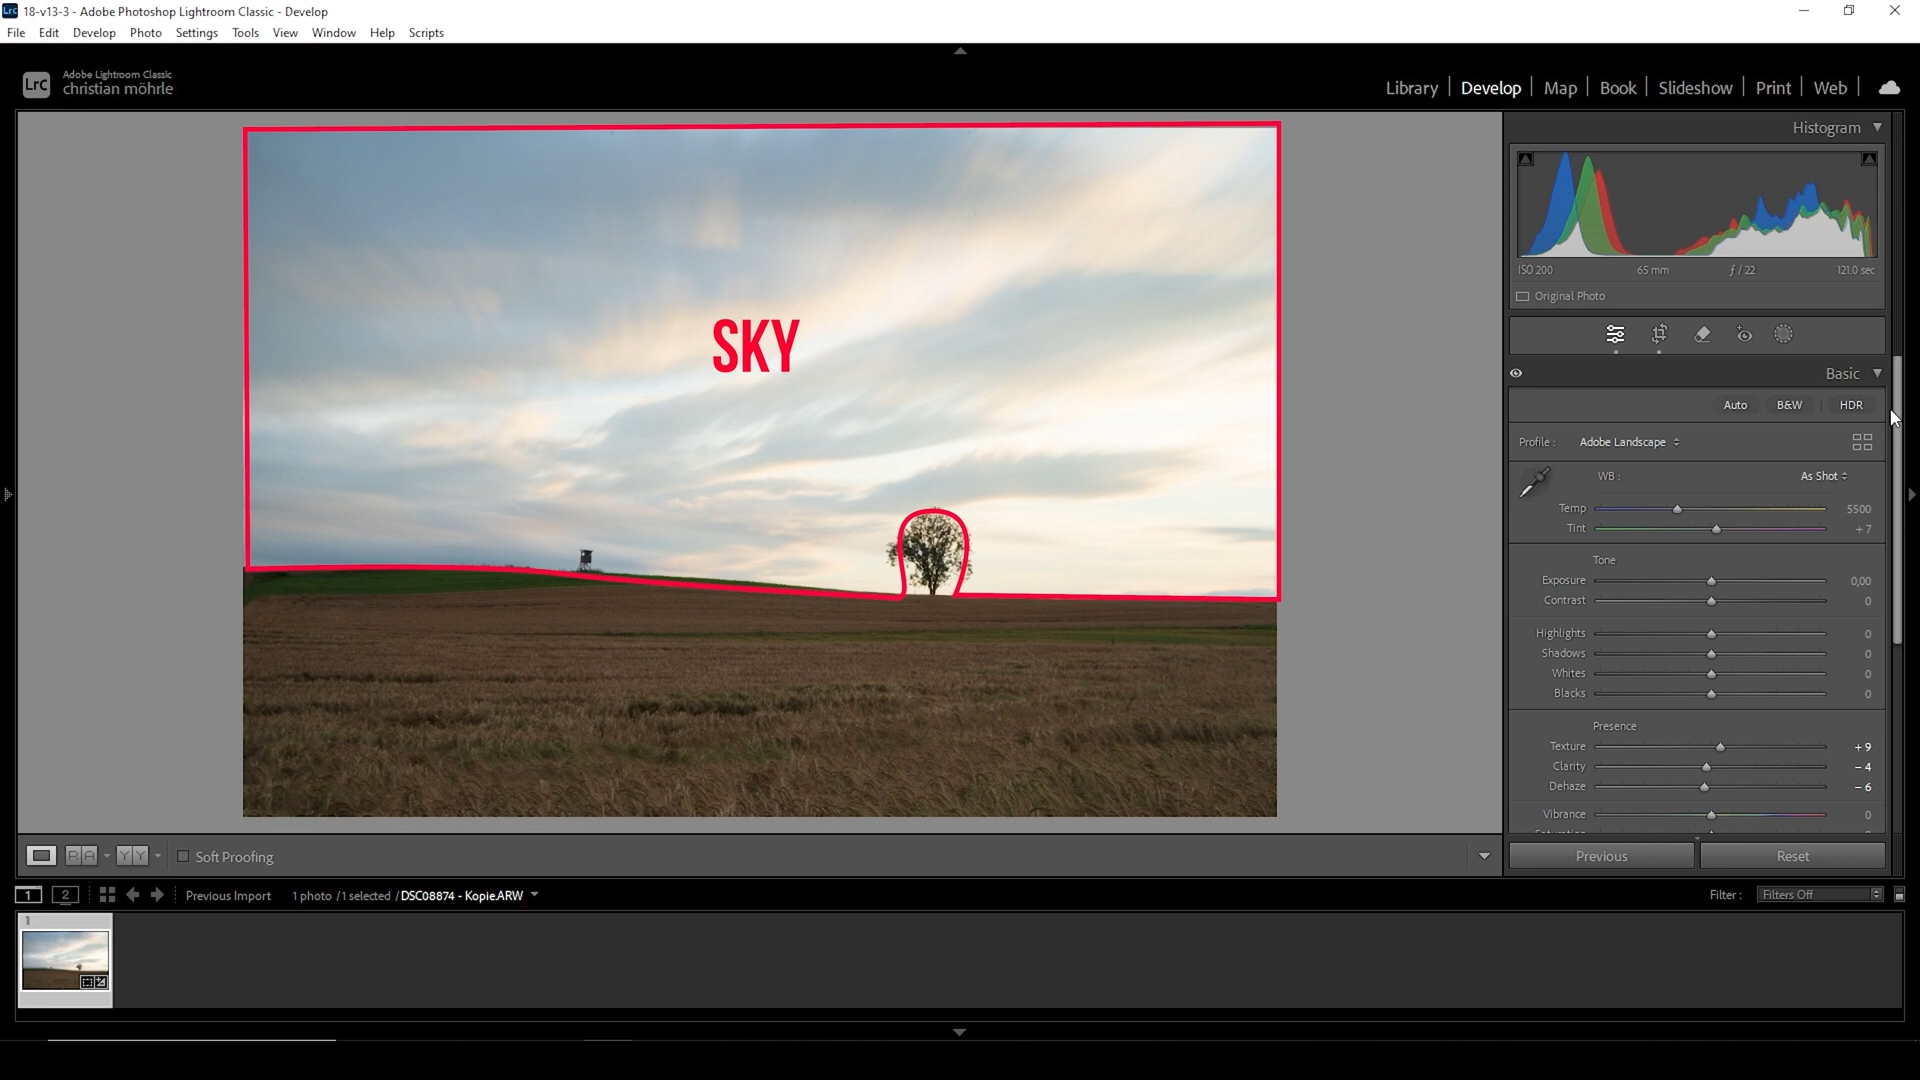 LrC 18-v13-3 - Adobe Photoshop Lightroom Classic - Develop
File Edit Develop Photo Settings Tools View Window Help Scripts
LrC
Adobe Lightroom Classic
christian möhrle
Library | Develop | Map | Book | Slideshow | Print | Web
Histogram
ISO 200 65 mm ƒ / 22 121.0 sec
Original Photo
Basic
Auto B&W HDR
Profile : Adobe Landscape
WB : As Shot
Temp 5500
Tint + 7
Tone
Exposure 0,00
Contrast 0
Highlights 0
Shadows 0
Whites 0
Blacks 0
Presence
Texture + 9
Clarity – 4
Dehaze – 6
Vibrance 0
SKY
R A Y Y Soft Proofing
Previous Reset
1 2 Previous Import 1 photo / 1 selected / DSC08874 - Kopie.ARW
Filter : Filters Off
1